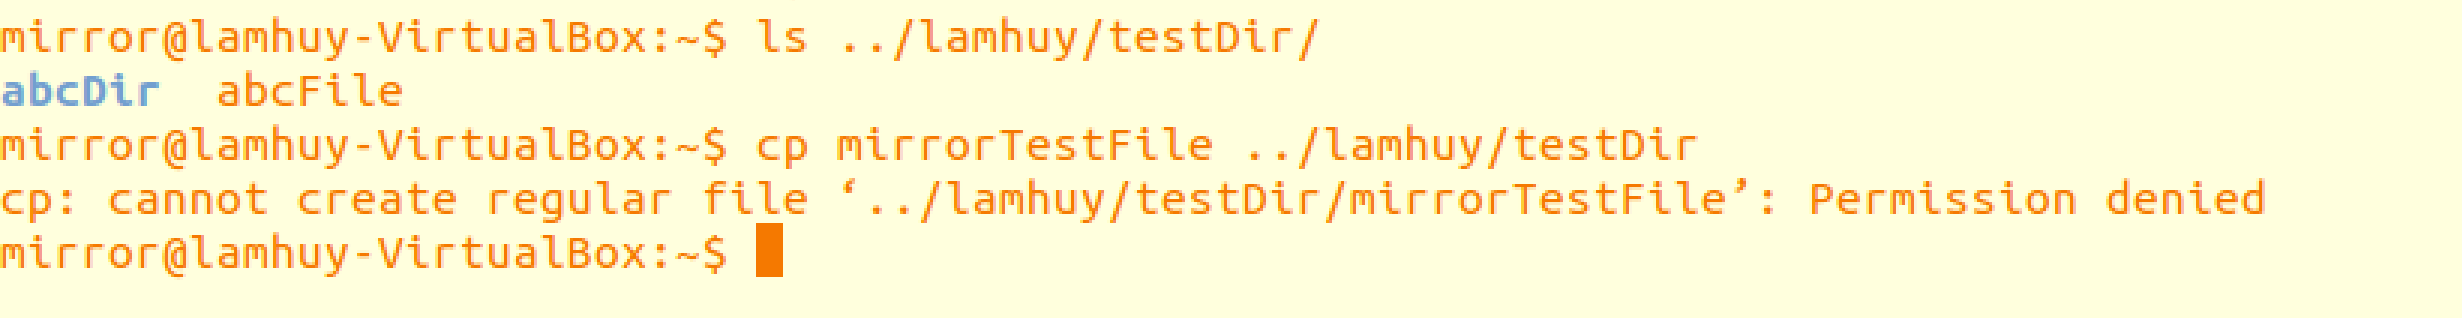 mirror@lamhuy-VirtualBox:~$ ls ../lamhuy/testDir/
abcDir  abcFile
mirror@lamhuy-VirtualBox:~$ cp mirrorTestFile ../lamhuy/testDir
cp: cannot create regular file ‘../lamhuy/testDir/mirrorTestFile’: Permission denied
mirror@lamhuy-VirtualBox:~$